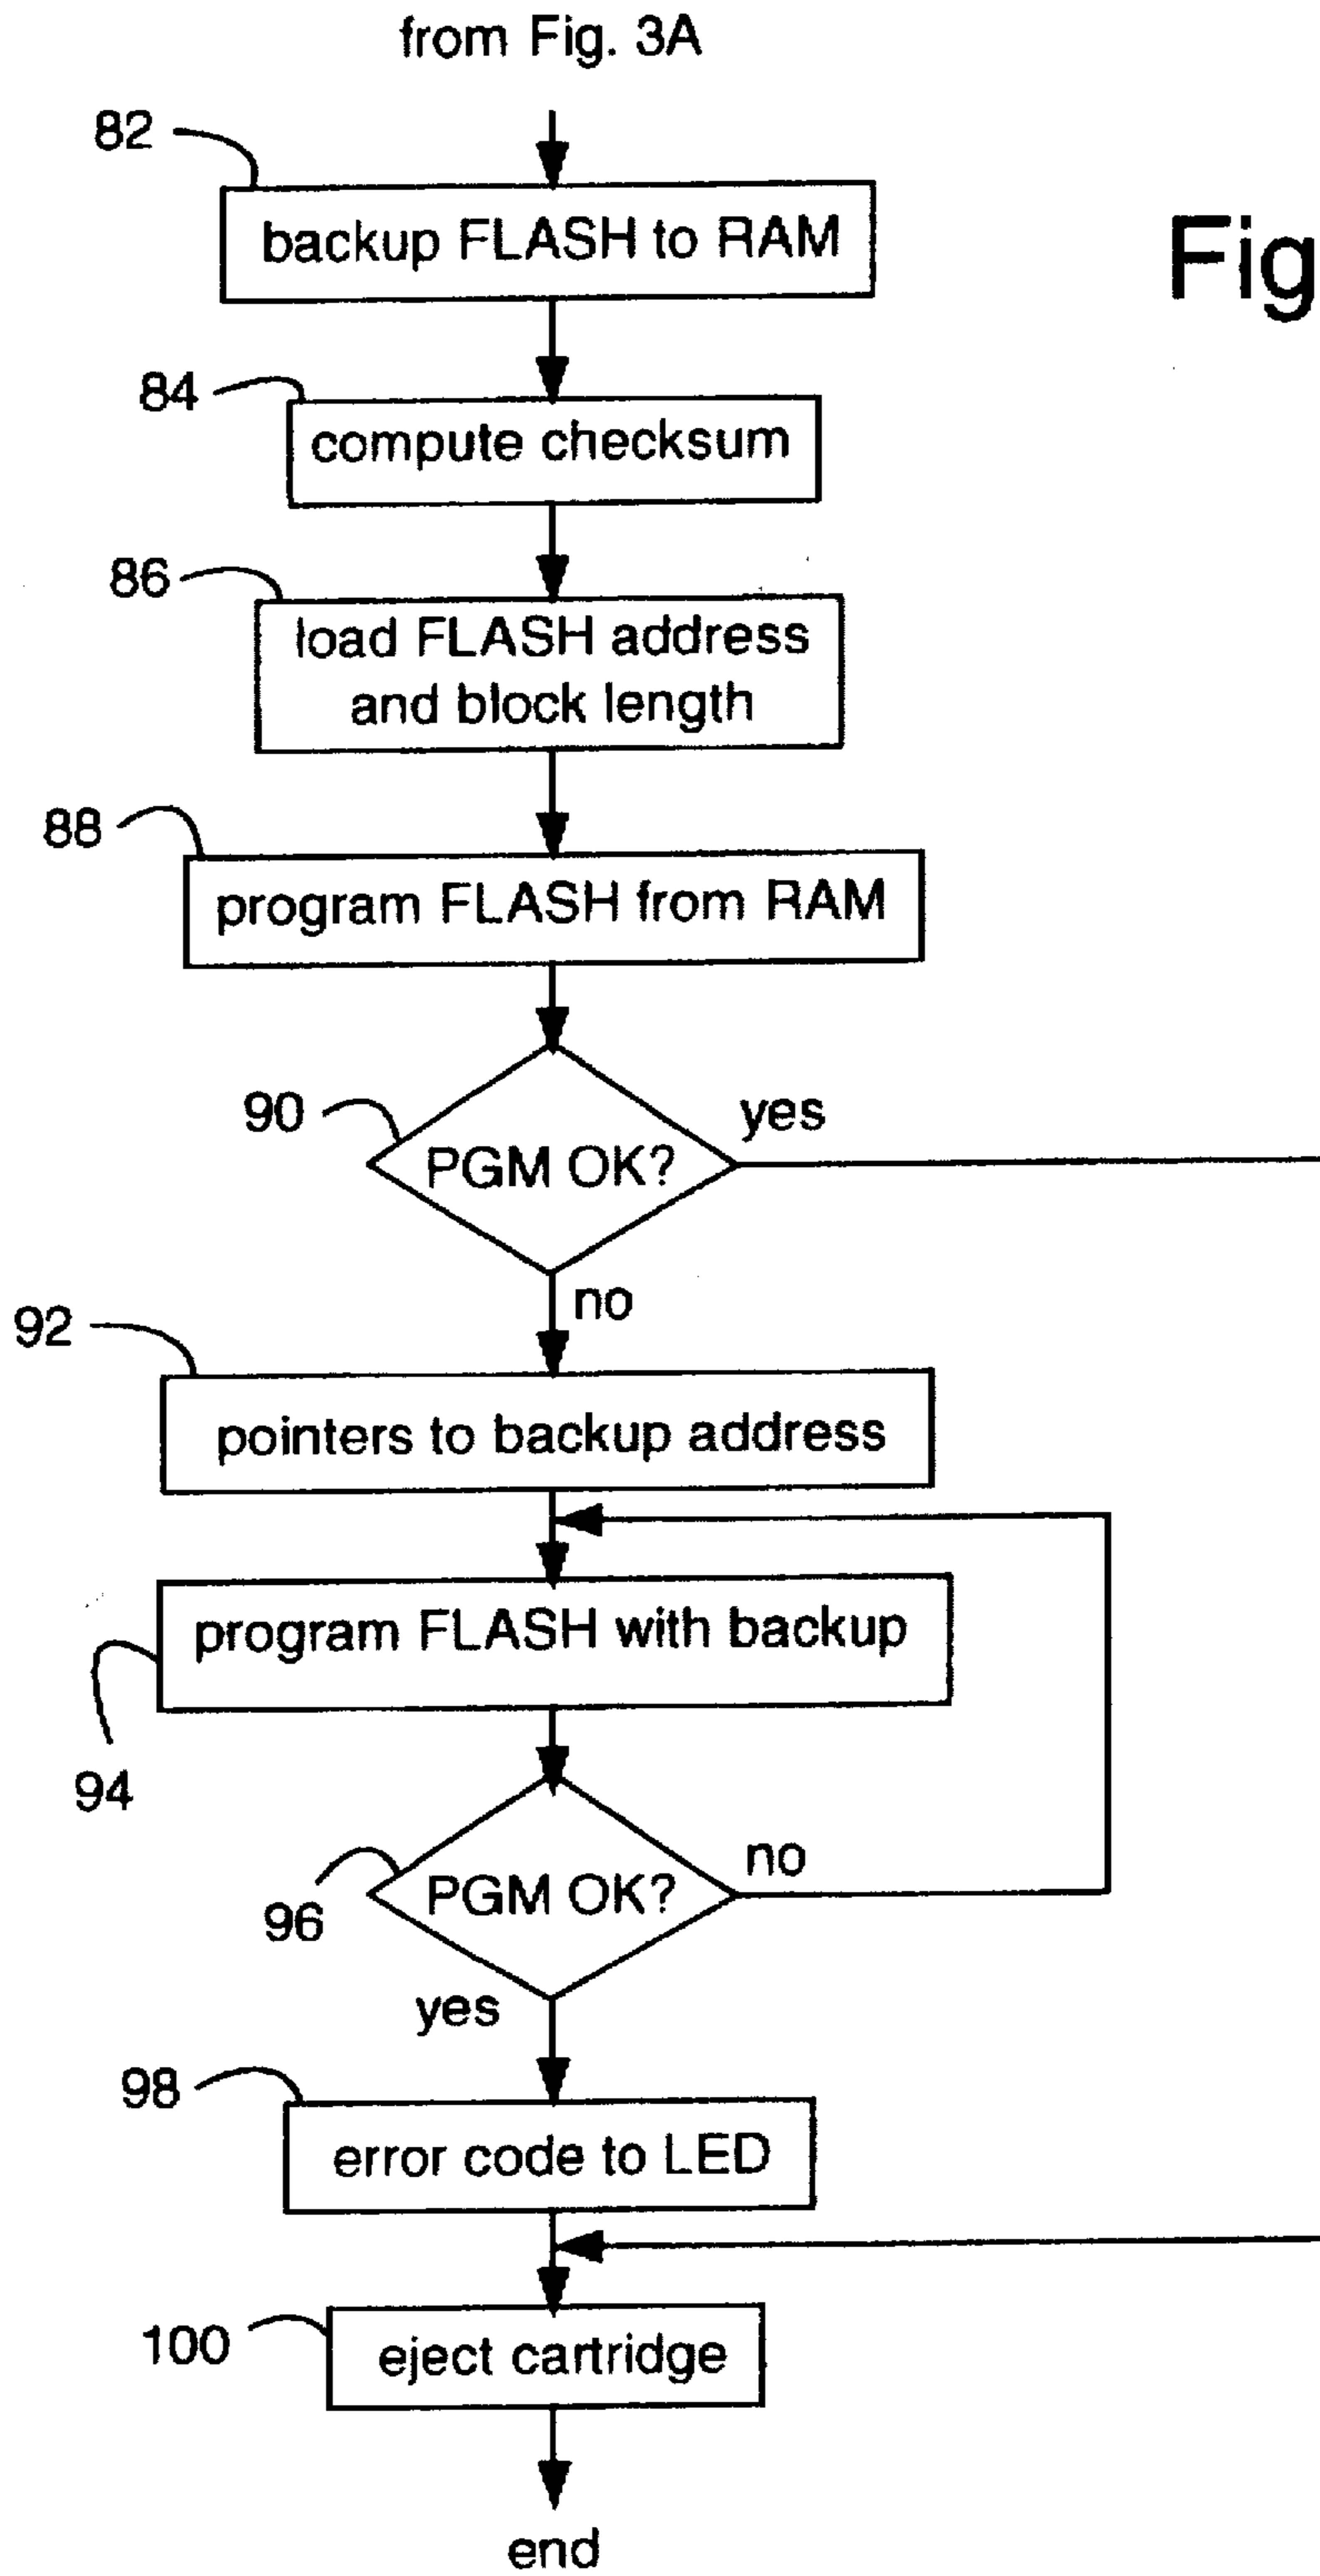 from Fig. 3A
82
backup FLASH to RAM
Fig
84
compute checksum
86
load FLASH address
and block length
88
program FLASH from RAM
90
PGM OK?
yes
no
92
pointers to backup address
program FLASH with backup
94
PGM OK?
no
96
yes
98
error code to LED
100
eject cartridge
end